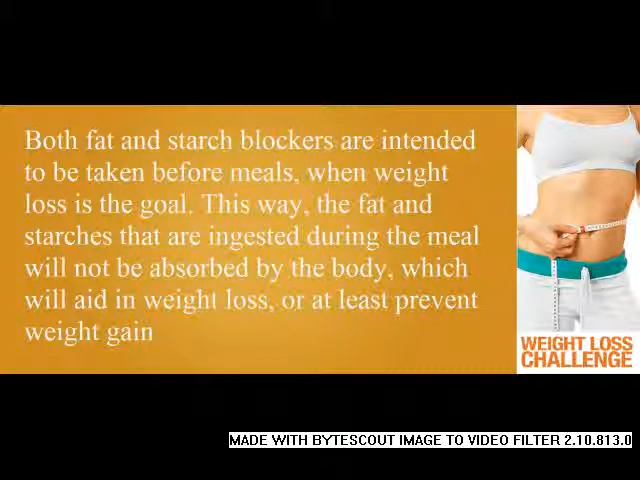 Both fat and starch blockers are intended
to be taken before meals, when weight
loss is the goal. This way, the fat and
starches that are ingested during the meal
will not be absorbed by the body, which
will aid in weight loss, or at least prevent
weight gain
WEIGHT LOSS
CHALLENGE
MADE WITH BYTESCOUT IMAGE TO VIDEO FILTER 2.10.813.0